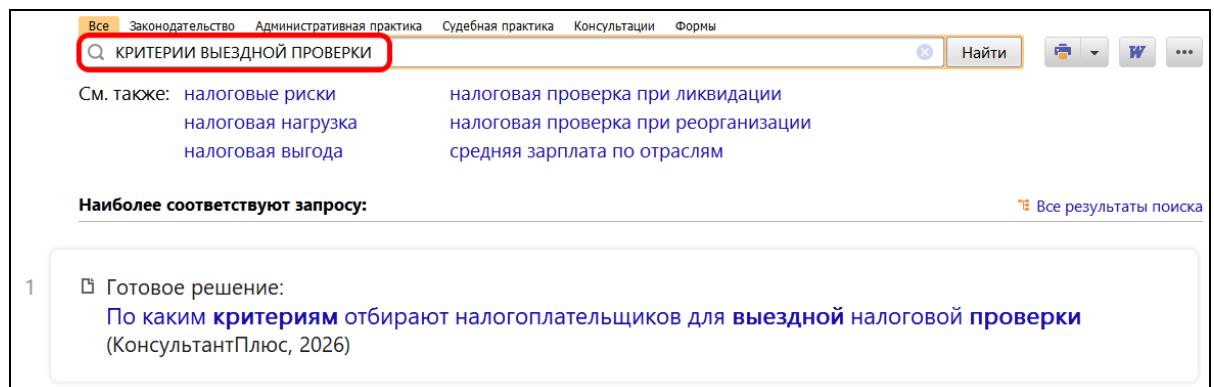 Все Законодательство Административная практика Судебная практика Консультации Формы
КРИТЕРИИ ВЫЕЗДНОЙ ПРОВЕРКИ Найти W
См. также: налоговые риски налоговая проверка при ликвидации
налоговая нагрузка налоговая проверка при реорганизации
налоговая выгода средняя зарплата по отраслям
Наиболее соответствуют запросу: Все результаты поиска
1 Готовое решение:
По каким критериям отбирают налогоплательщиков для выездной налоговой проверки
(КонсультантПлюс, 2026)